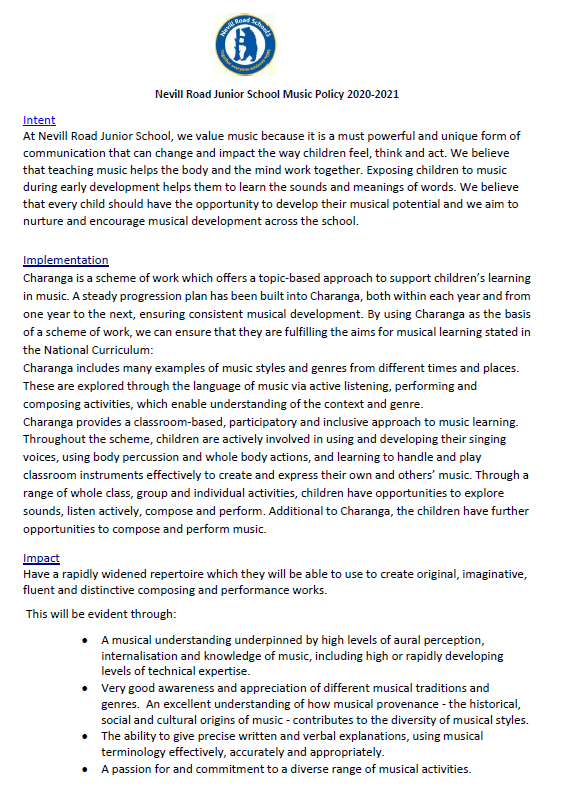 Nevill Road Schools
Nevill Road Junior School Music Policy 2020-2021
Intent
At Nevill Road Junior School, we value music because it is a must powerful and unique form of
communication that can change and impact the way children feel, think and act. We believe
that teaching music helps the body and the mind work together. Exposing children to music
during early development helps them to learn the sounds and meanings of words. We believe
that every child should have the opportunity to develop their musical potential and we aim to
nurture and encourage musical development across the school.
Implementation
Charanga is a scheme of work which offers a topic-based approach to support children’s learning
in music. A steady progression plan has been built into Charanga, both within each year and from
one year to the next, ensuring consistent musical development. By using Charanga as the basis
of a scheme of work, we can ensure that they are fulfilling the aims for musical learning stated in
the National Curriculum:
Charanga includes many examples of music styles and genres from different times and places.
These are explored through the language of music via active listening, performing and
composing activities, which enable understanding of the context and genre.
Charanga provides a classroom-based, participatory and inclusive approach to music learning.
Throughout the scheme, children are actively involved in using and developing their singing
voices, using body percussion and whole body actions, and learning to handle and play
classroom instruments effectively to create and express their own and others’ music. Through a
range of whole class, group and individual activities, children have opportunities to explore
sounds, listen actively, compose and perform. Additional to Charanga, the children have further
opportunities to compose and perform music.
Impact
Have a rapidly widened repertoire which they will be able to use to create original, imaginative,
fluent and distinctive composing and performance works.
This will be evident through:
• A musical understanding underpinned by high levels of aural perception,
internalisation and knowledge of music, including high or rapidly developing
levels of technical expertise.
• Very good awareness and appreciation of different musical traditions and
genres. An excellent understanding of how musical provenance - the historical,
social and cultural origins of music - contributes to the diversity of musical styles.
• The ability to give precise written and verbal explanations, using musical
terminology effectively, accurately and appropriately.
• A passion for and commitment to a diverse range of musical activities.